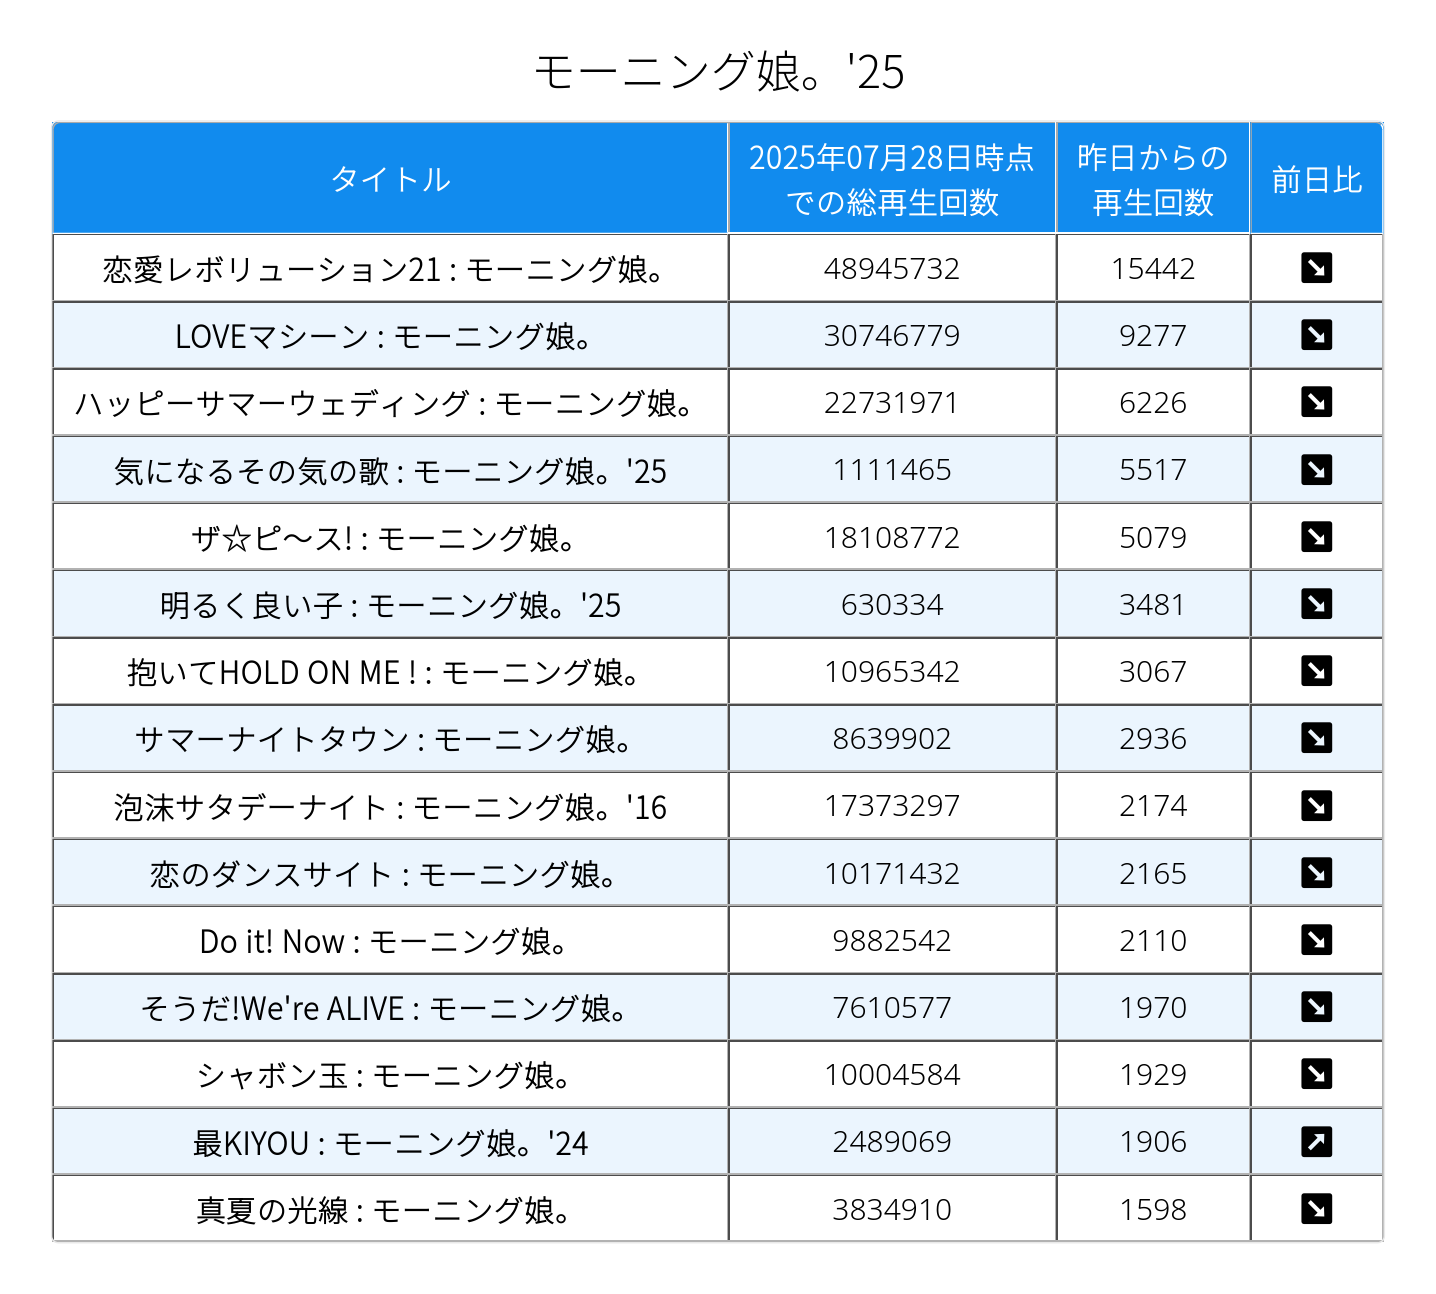 モーニング娘。'25
タイトル
2025年07月28日時点
での総再生回数
昨日からの
再生回数
前日比
恋愛レボリューション21 : モーニング娘。 48945732 15442 ↘
LOVEマシーン : モーニング娘。 30746779 9277 ↘
ハッピーサマーウェディング : モーニング娘。 22731971 6226 ↘
気になるその気の歌 : モーニング娘。'25 1111465 5517 ↘
ザ☆ピ〜ス! : モーニング娘。 18108772 5079 ↘
明るく良い子 : モーニング娘。'25 630334 3481 ↘
抱いてHOLD ON ME ! : モーニング娘。 10965342 3067 ↘
サマーナイトタウン : モーニング娘。 8639902 2936 ↘
泡沫サタデーナイト : モーニング娘。'16 17373297 2174 ↘
恋のダンスサイト : モーニング娘。 10171432 2165 ↘
Do it! Now : モーニング娘。 9882542 2110 ↘
そうだ!We're ALIVE : モーニング娘。 7610577 1970 ↘
シャボン玉 : モーニング娘。 10004584 1929 ↘
最KIYOU : モーニング娘。'24 2489069 1906 ↗
真夏の光線 : モーニング娘。 3834910 1598 ↘